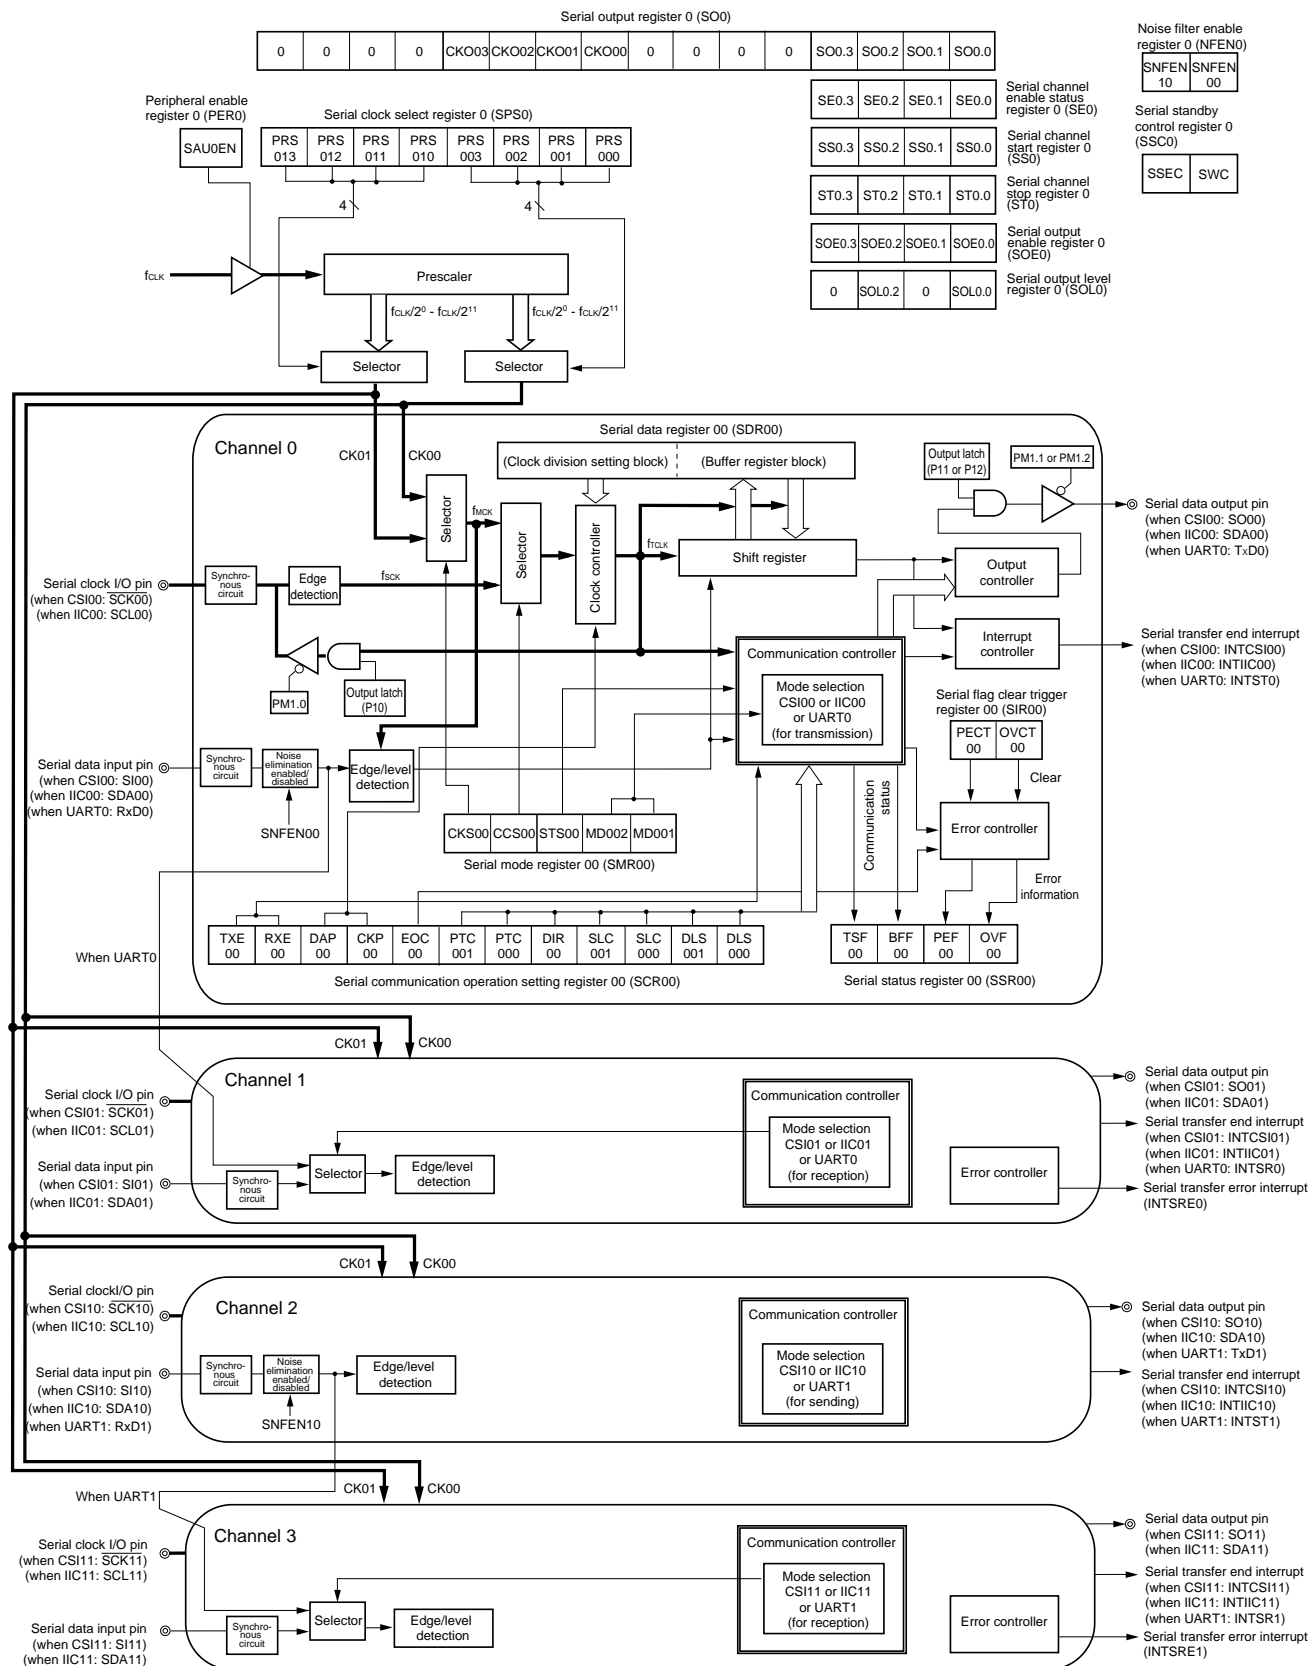 Serial output register 0 (SO0)
0 0 0 0 CKO03 CKO02 CKO01 CKO00 0 0 0 0 SO0.3 SO0.2 SO0.1 SO0.0
Noise filter enable
register 0 (NFEN0)
SNFEN SNFEN
10 00
Peripheral enable
register 0 (PER0)
SAU0EN
Serial clock select register 0 (SPS0)
PRS PRS PRS PRS PRS PRS PRS PRS
013 012 011 010 003 002 001 000
4
4
SE0.3 SE0.2 SE0.1 SE0.0
Serial channel
enable status
register 0 (SE0)
SS0.3 SS0.2 SS0.1 SS0.0
Serial channel
start register 0
(SS0)
ST0.3 ST0.2 ST0.1 ST0.0
Serial channel
stop register 0
(ST0)
SOE0.3 SOE0.2 SOE0.1 SOE0.0
Serial output
enable register 0
(SOE0)
0 SOL0.2 0 SOL0.0
Serial output level
register 0 (SOL0)
Serial standby
control register 0
(SSC0)
SSEC SWC
fCLK
Prescaler
fCLK/2⁰ - fCLK/2¹¹
fCLK/2⁰ - fCLK/2¹¹
Selector
Selector
Channel 0
CK01
CK00
Serial data register 00 (SDR00)
(Clock division setting block)
(Buffer register block)
Output latch
(P11 or P12)
PM1.1 or PM1.2
Serial data output pin
(when CSI00: SO00)
(when IIC00: SDA00)
(when UART0: TxD0)
Selector
fMCK
Selector
Clock controller
fTCLK
Shift register
Output
controller
Serial clock I/O pin
(when CSI00: SCK00)
(when IIC00: SCL00)
Synchro-
nous
circuit
Edge
detection
fSCK
PM1.0
Output latch
(P10)
Communication controller
Mode selection
CSI00 or IIC00
or UART0
(for transmission)
Interrupt
controller
Serial transfer end interrupt
(when CSI00: INTCSI00)
(when IIC00: INTIIC00)
(when UART0: INTST0)
Serial flag clear trigger
register 00 (SIR00)
PECT OVCT
00 00
Clear
Serial data input pin
(when CSI00: SI00)
(when IIC00: SDA00)
(when UART0: RxD0)
Synchro-
nous
circuit
Noise
elimination
enabled/
disabled
SNFEN00
Edge/level
detection
CKS00 CCS00 STS00 MD002 MD001
Serial mode register 00 (SMR00)
Communication
status
Error controller
Error
information
When UART0
TXE RXE DAP CKP EOC PTC PTC DIR SLC SLC DLS DLS
00 00 00 00 00 001 000 00 001 000 001 000
Serial communication operation setting register 00 (SCR00)
TSF BFF PEF OVF
00 00 00 00
Serial status register 00 (SSR00)
CK01
CK00
Channel 1
Serial clock I/O pin
(when CSI01: SCK01)
(when IIC01: SCL01)
Serial data input pin
(when CSI01: SI01)
(when IIC01: SDA01)
Synchro-
nous
circuit
Selector
Edge/level
detection
Communication controller
Mode selection
CSI01 or IIC01
or UART0
(for reception)
Error controller
Serial data output pin
(when CSI01: SO01)
(when IIC01: SDA01)
Serial transfer end interrupt
(when CSI01: INTCSI01)
(when IIC01: INTIIC01)
(when UART0: INTSR0)
Serial transfer error interrupt
(INTSRE0)
CK01
CK00
Channel 2
Serial clockI/O pin
(when CSI10: SCK10)
(when IIC10: SCL10)
Serial data input pin
(when CSI10: SI10)
(when IIC10: SDA10)
(when UART1: RxD1)
Synchro-
nous
circuit
Noise
elimination
enabled/
disabled
SNFEN10
Edge/level
detection
Communication controller
Mode selection
CSI10 or IIC10
or UART1
(for sending)
Serial data output pin
(when CSI10: SO10)
(when IIC10: SDA10)
(when UART1: TxD1)
Serial transfer end interrupt
(when CSI10: INTCSI10)
(when IIC10: INTIIC10)
(when UART1: INTST1)
When UART1
CK01
CK00
Channel 3
Serial clock I/O pin
(when CSI11: SCK11)
(when IIC11: SCL11)
Serial data input pin
(when CSI11: SI11)
(when IIC11: SDA11)
Synchro-
nous
circuit
Selector
Edge/level
detection
Communication controller
Mode selection
CSI11 or IIC11
or UART1
(for reception)
Error controller
Serial data output pin
(when CSI11: SO11)
(when IIC11: SDA11)
Serial transfer end interrupt
(when CSI11: INTCSI11)
(when IIC11: INTIIC11)
(when UART1: INTSR1)
Serial transfer error interrupt
(INTSRE1)